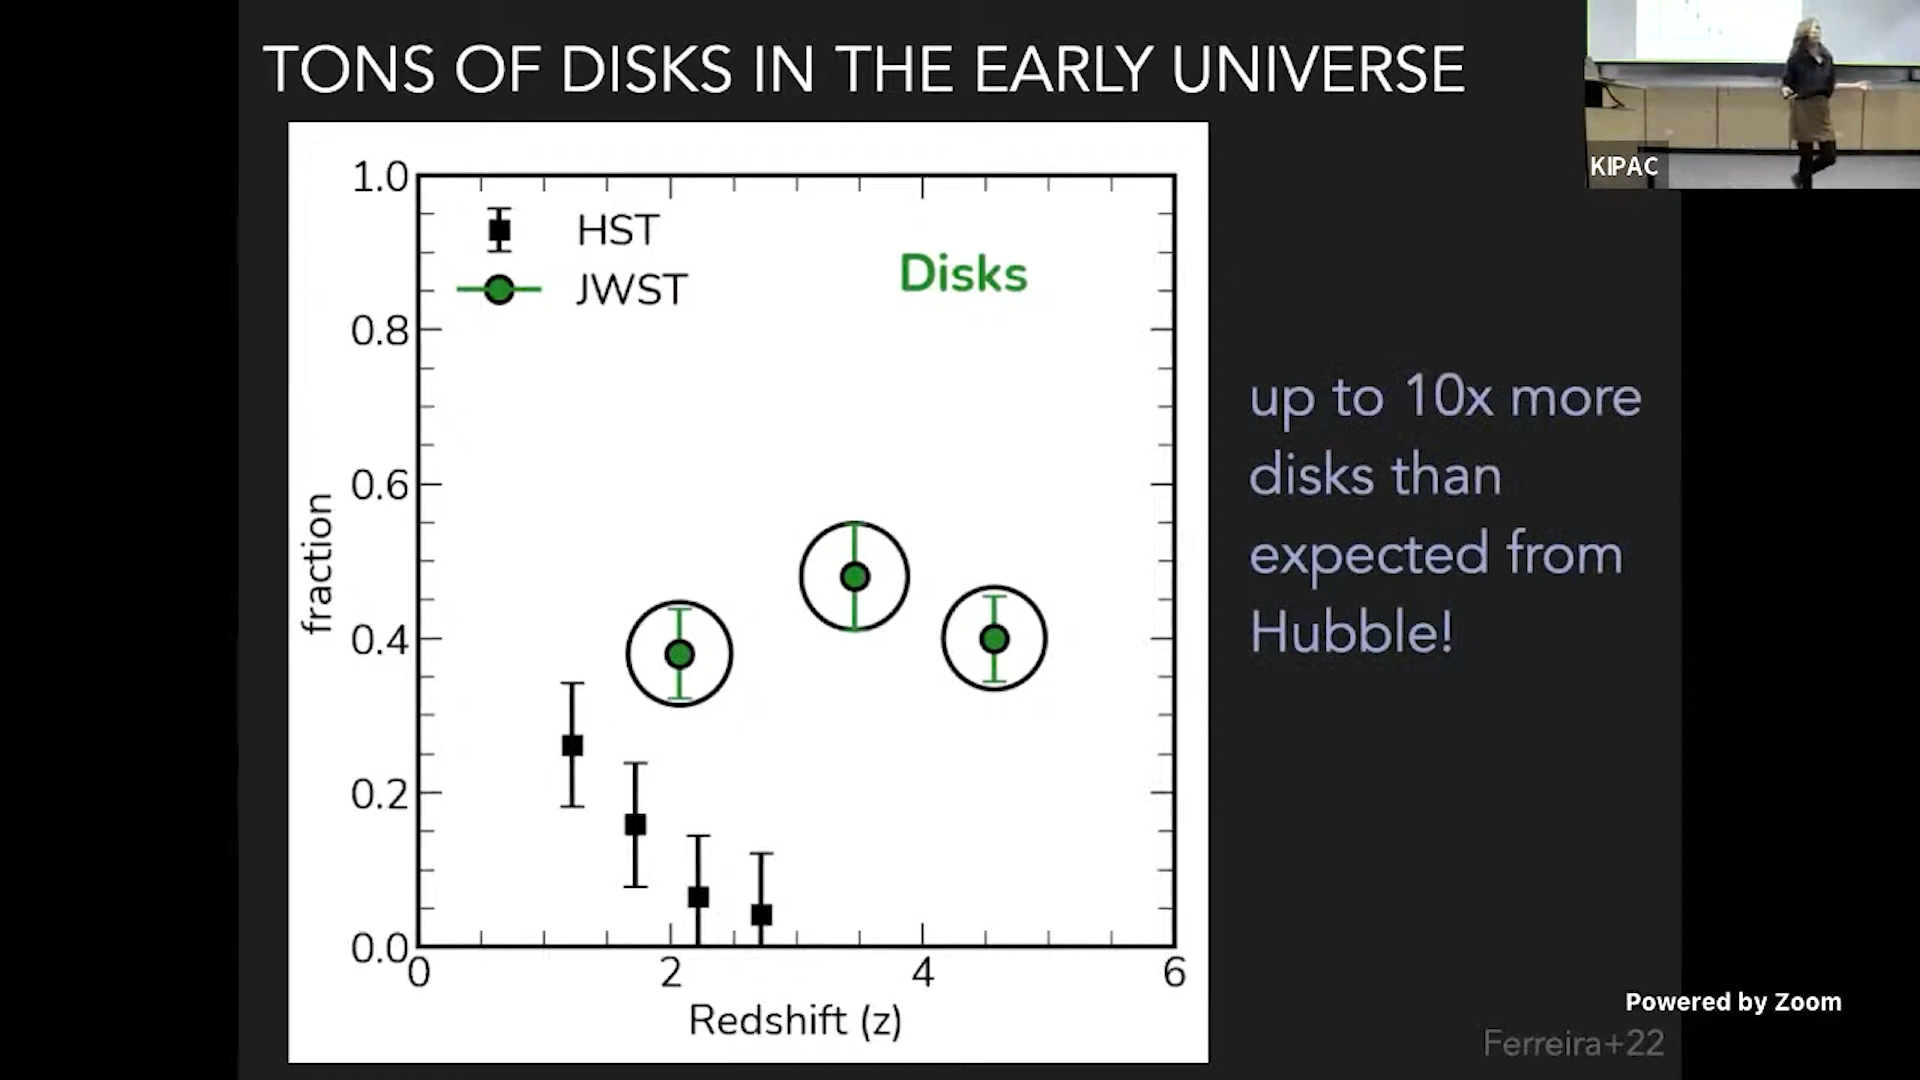 TONS OF DISKS IN THE EARLY UNIVERSE
KIPAC
1.0
0.8
0.6
0.4
0.2
0.0
fraction
HST
JWST
Disks
0 2 4 6
Redshift (z)
up to 10x more
disks than
expected from
Hubble!
Powered by Zoom
Ferreira+22